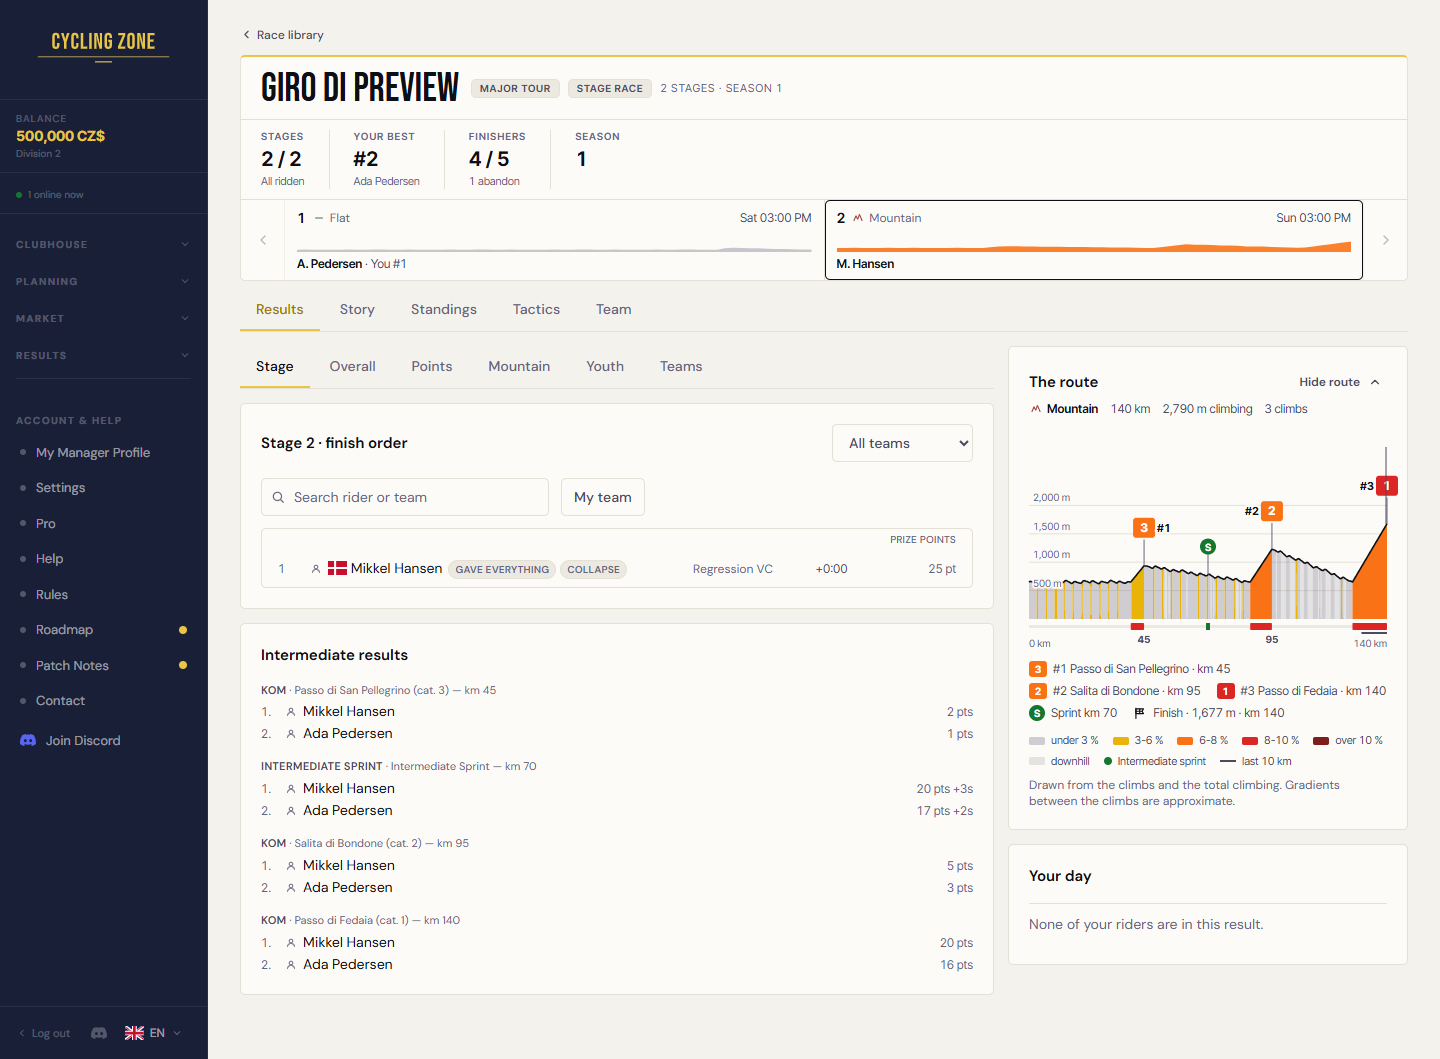 CYCLING ZONE
BALANCE
500,000 CZ$
Division 2
1 online now
CLUBHOUSE
PLANNING
MARKET
RESULTS
ACCOUNT & HELP
My Manager Profile
Settings
Pro
Help
Rules
Roadmap
Patch Notes
Contact
Join Discord
Log out
EN
Race library
GIRO DI PREVIEW MAJOR TOUR STAGE RACE 2 STAGES · SEASON 1
STAGES YOUR BEST FINISHERS SEASON
2 / 2 #2 4 / 5 1
All ridden Ada Pedersen 1 abandon
1 Flat Sat 03:00 PM 2 Mountain Sun 03:00 PM
A. Pedersen · You #1 M. Hansen
Results Story Standings Tactics Team
Stage Overall Points Mountain Youth Teams
Stage 2 · finish order All teams
Search rider or team My team
PRIZE POINTS
1 Mikkel Hansen GAVE EVERYTHING COLLAPSE Regression VC +0:00 25 pt
Intermediate results
KOM · Passo di San Pellegrino (cat. 3) — km 45
1. Mikkel Hansen 2 pts
2. Ada Pedersen 1 pts
INTERMEDIATE SPRINT · Intermediate Sprint — km 70
1. Mikkel Hansen 20 pts +3s
2. Ada Pedersen 17 pts +2s
KOM · Salita di Bondone (cat. 2) — km 95
1. Mikkel Hansen 5 pts
2. Ada Pedersen 3 pts
KOM · Passo di Fedaia (cat. 1) — km 140
1. Mikkel Hansen 20 pts
2. Ada Pedersen 16 pts
The route Hide route
Mountain 140 km 2,790 m climbing 3 climbs
#3 1
2,000 m
#2 2
1,500 m
3 #1
S
1,000 m
500 m
0 km 45 95 140 km
3 #1 Passo di San Pellegrino · km 45
2 #2 Salita di Bondone · km 95 1 #3 Passo di Fedaia · km 140
S Sprint km 70 Finish · 1,677 m · km 140
under 3 % 3-6 % 6-8 % 8-10 % over 10 %
downhill Intermediate sprint last 10 km
Drawn from the climbs and the total climbing. Gradients
between the climbs are approximate.
Your day
None of your riders are in this result.